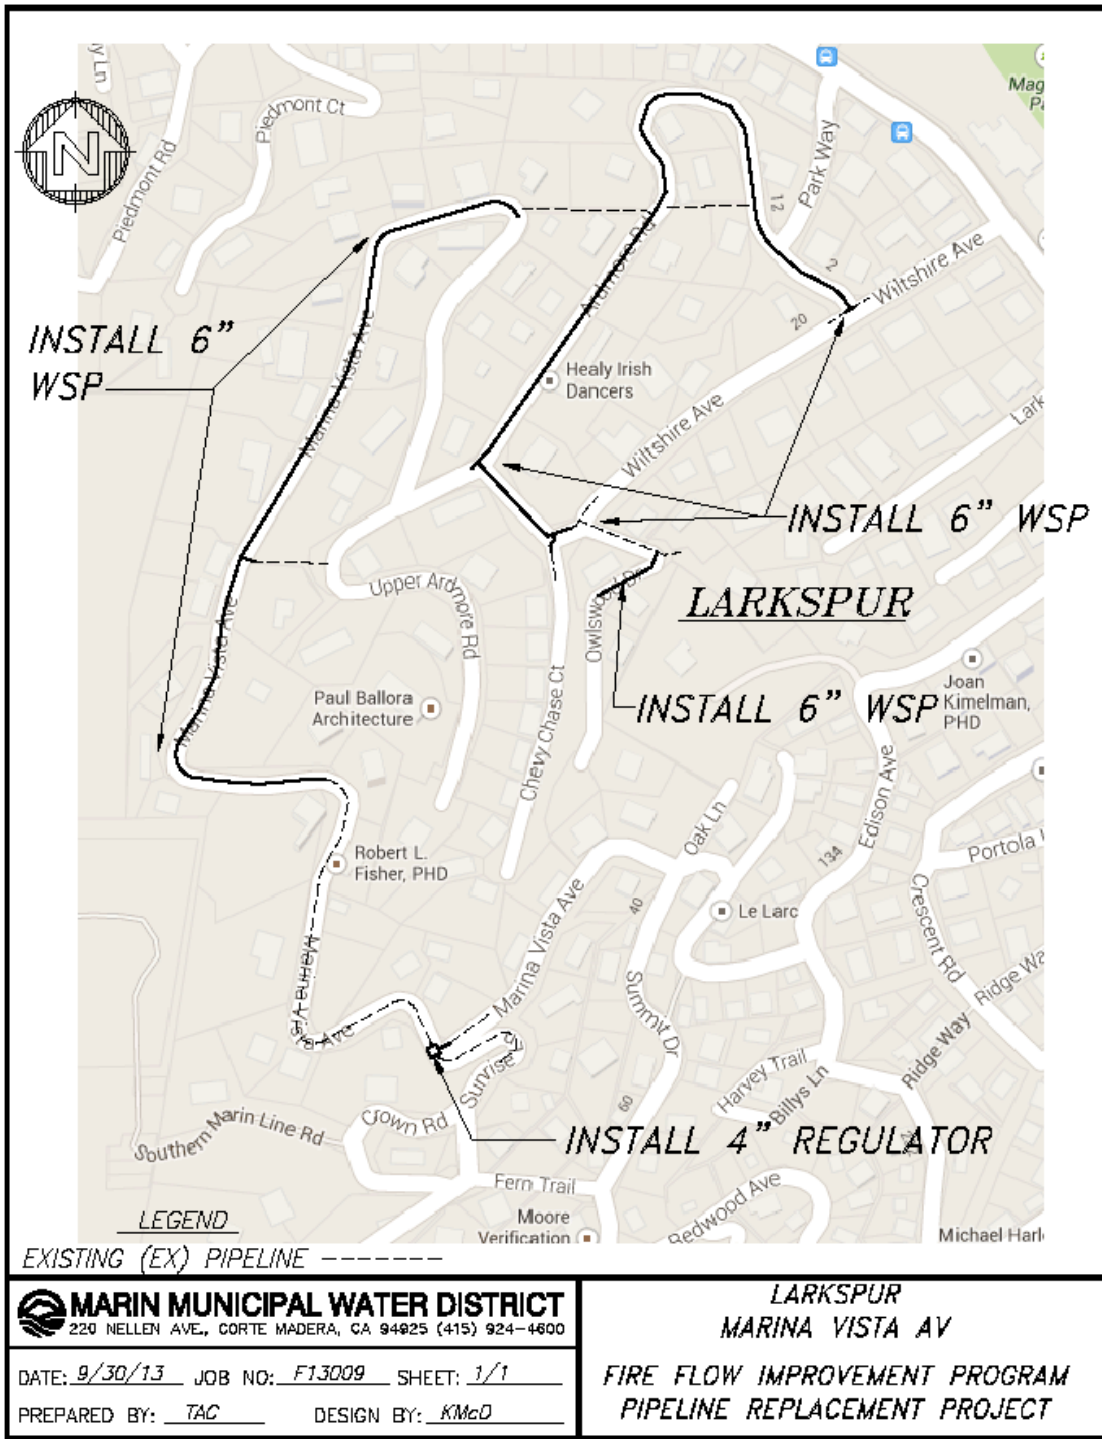 y Ln
Piedmont Ct
Piedmont Rd
N
Mag
Pa
Park Way
12
2
20
Wiltshire Ave
Ardmore Rd
INSTALL 6"
WSP
Marina Vista Ave
Healy Irish
Dancers
Wiltshire Ave
Lark
INSTALL 6" WSP
Upper Ardmore Rd
Owlswood Dr
LARKSPUR
Marina Vista Ave
Paul Ballora
Architecture
Chevy Chase Ct
INSTALL 6" WSP
Joan
Kimelman,
PHD
Edison Ave
Oak Ln
134
Portola
Robert L.
Fisher, PHD
40
Le Larc
Crescent Rd
Marina Vista Ave
Marina Vista Ave
Summit Dr
Ridge Wa
Ridge Way
Sunrise
Harvey Trail
Billys Ln
60
Crown Rd
Southern Marin Line Rd
INSTALL 4" REGULATOR
Fern Trail
Redwood Ave
Moore
Verification
Michael Harl
LEGEND
EXISTING (EX) PIPELINE -------
MARIN MUNICIPAL WATER DISTRICT
220 NELLEN AVE., CORTE MADERA, CA 94925 (415) 924-4600
DATE: 9/30/13 JOB NO: F13009 SHEET: 1/1
PREPARED BY: TAC DESIGN BY: KMcD
LARKSPUR
MARINA VISTA AV
FIRE FLOW IMPROVEMENT PROGRAM
PIPELINE REPLACEMENT PROJECT